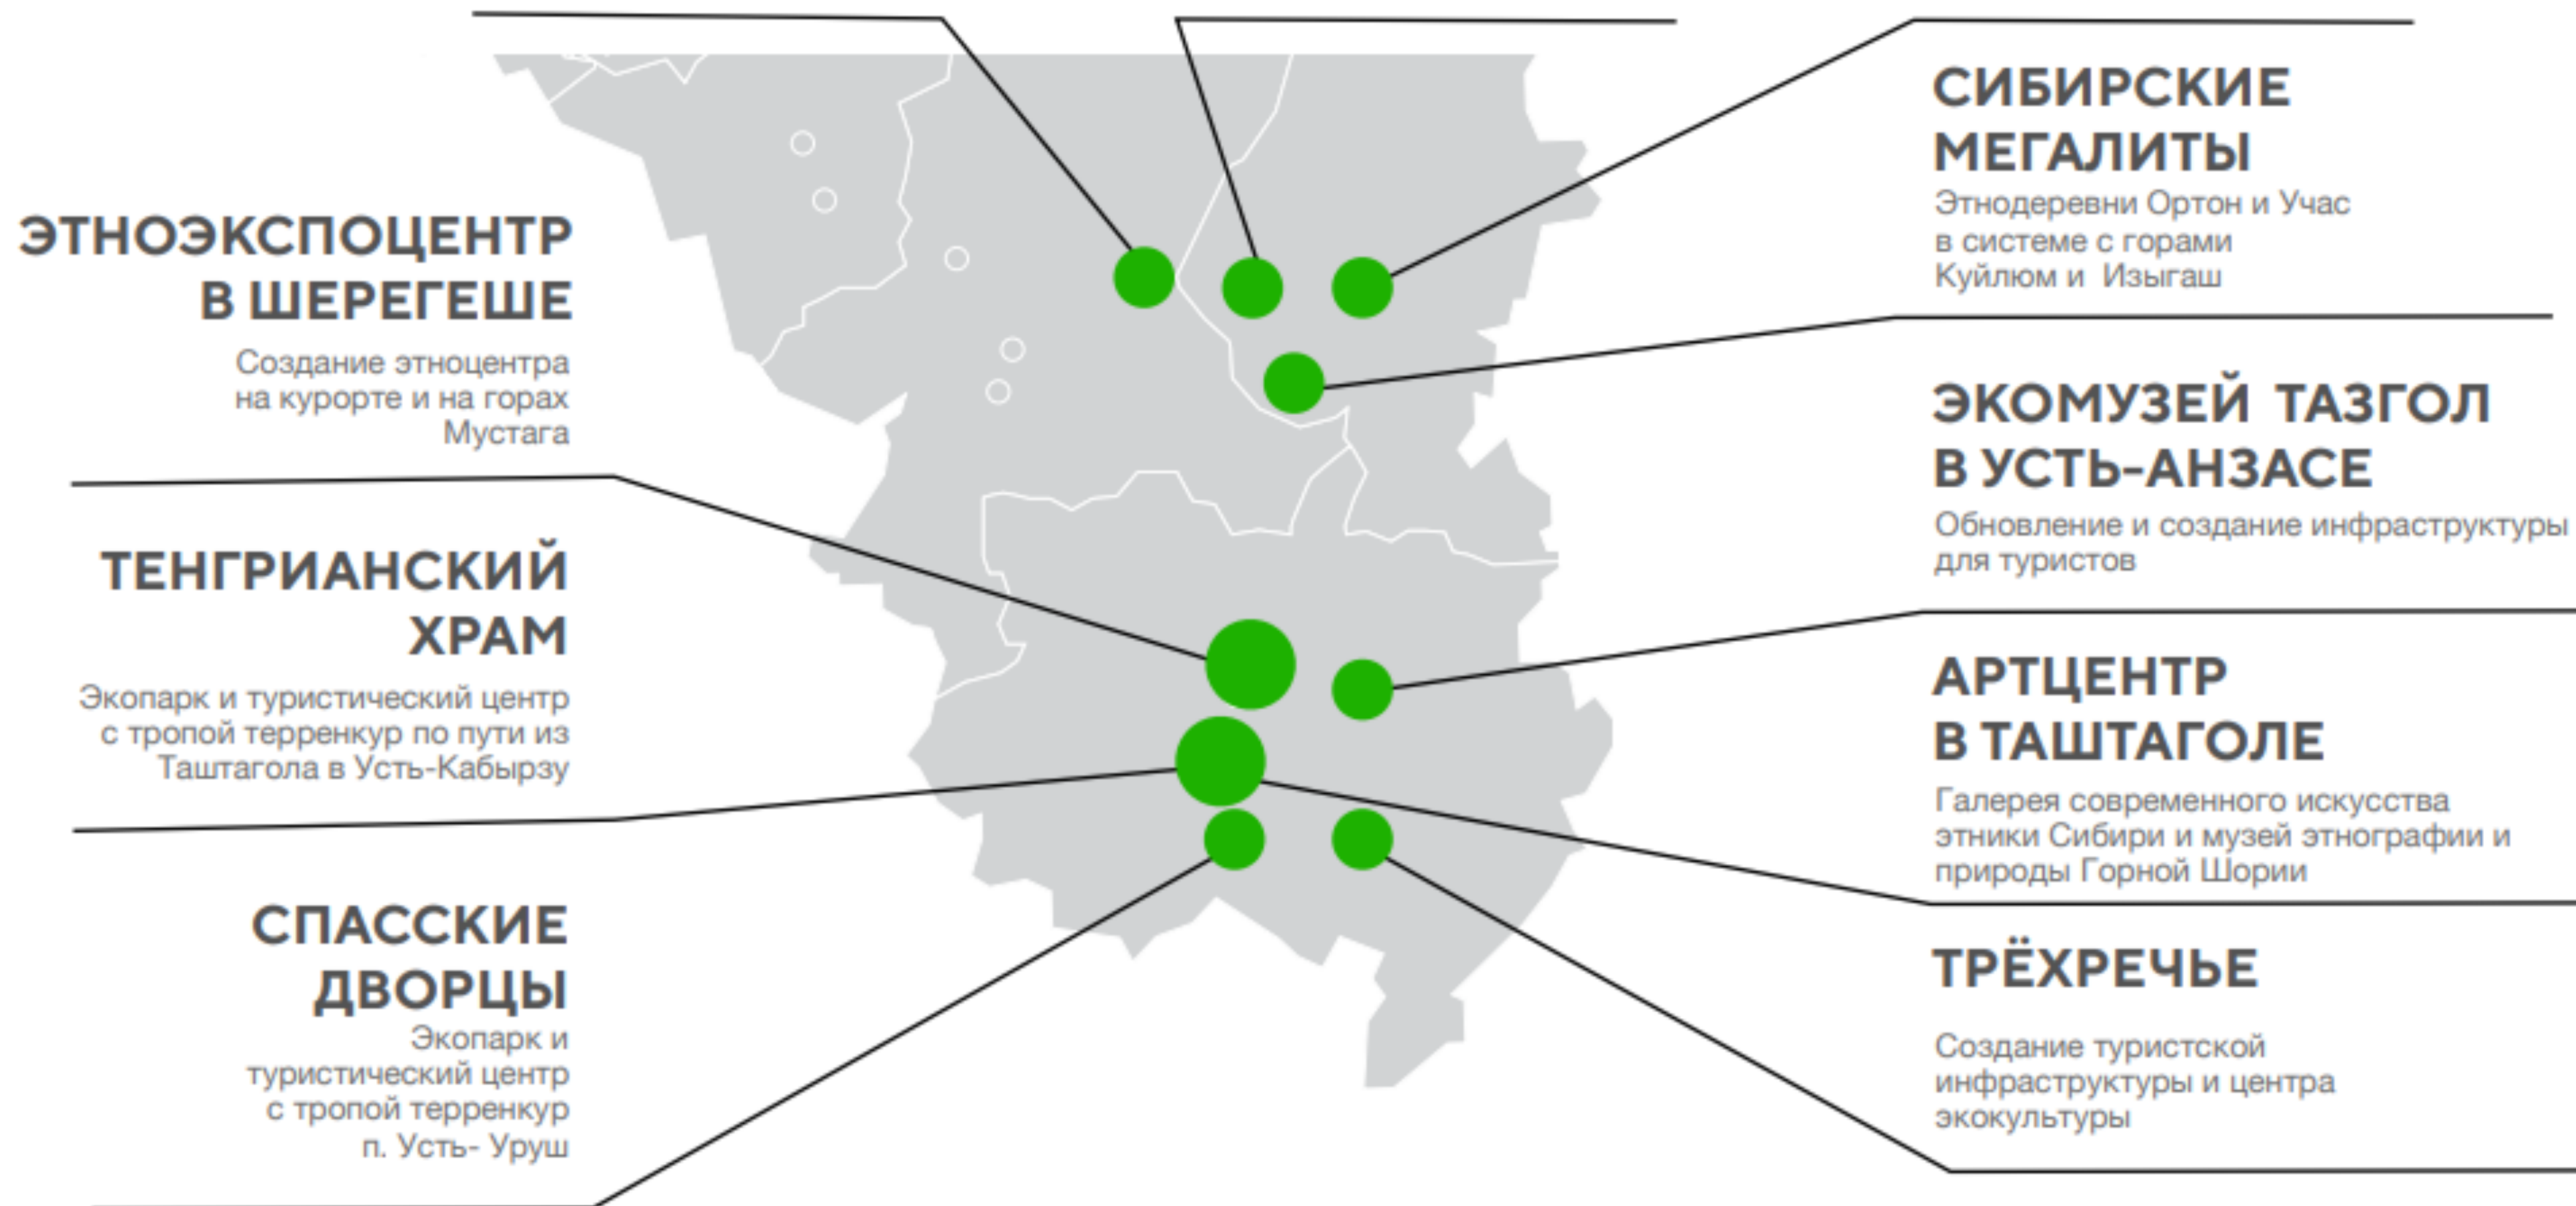 ЭТНОЭКСПОЦЕНТР
В ШЕРЕГЕШЕ
Создание этноцентра
на курорте и на горах
Мустага
ТЕНГРИАНСКИЙ
ХРАМ
Экопарк и туристический центр
с тропой терренкур по пути из
Таштагола в Усть-Кабырзу
СПАССКИЕ
ДВОРЦЫ
Экопарк и
туристический центр
с тропой терренкур
п. Усть- Уруш
СИБИРСКИЕ
МЕГАЛИТЫ
Этнодеревни Ортон и Учас
в системе с горами
Куйлюм и  Изыгаш
ЭКОМУЗЕЙ ТАЗГОЛ
В УСТЬ-АНЗАСЕ
Обновление и создание инфраструктуры
для туристов
АРТЦЕНТР
В ТАШТАГОЛЕ
Галерея современного искусства
этники Сибири и музей этнографии и
природы Горной Шории
ТРЁХРЕЧЬЕ
Создание туристской
инфраструктуры и центра
экокультуры